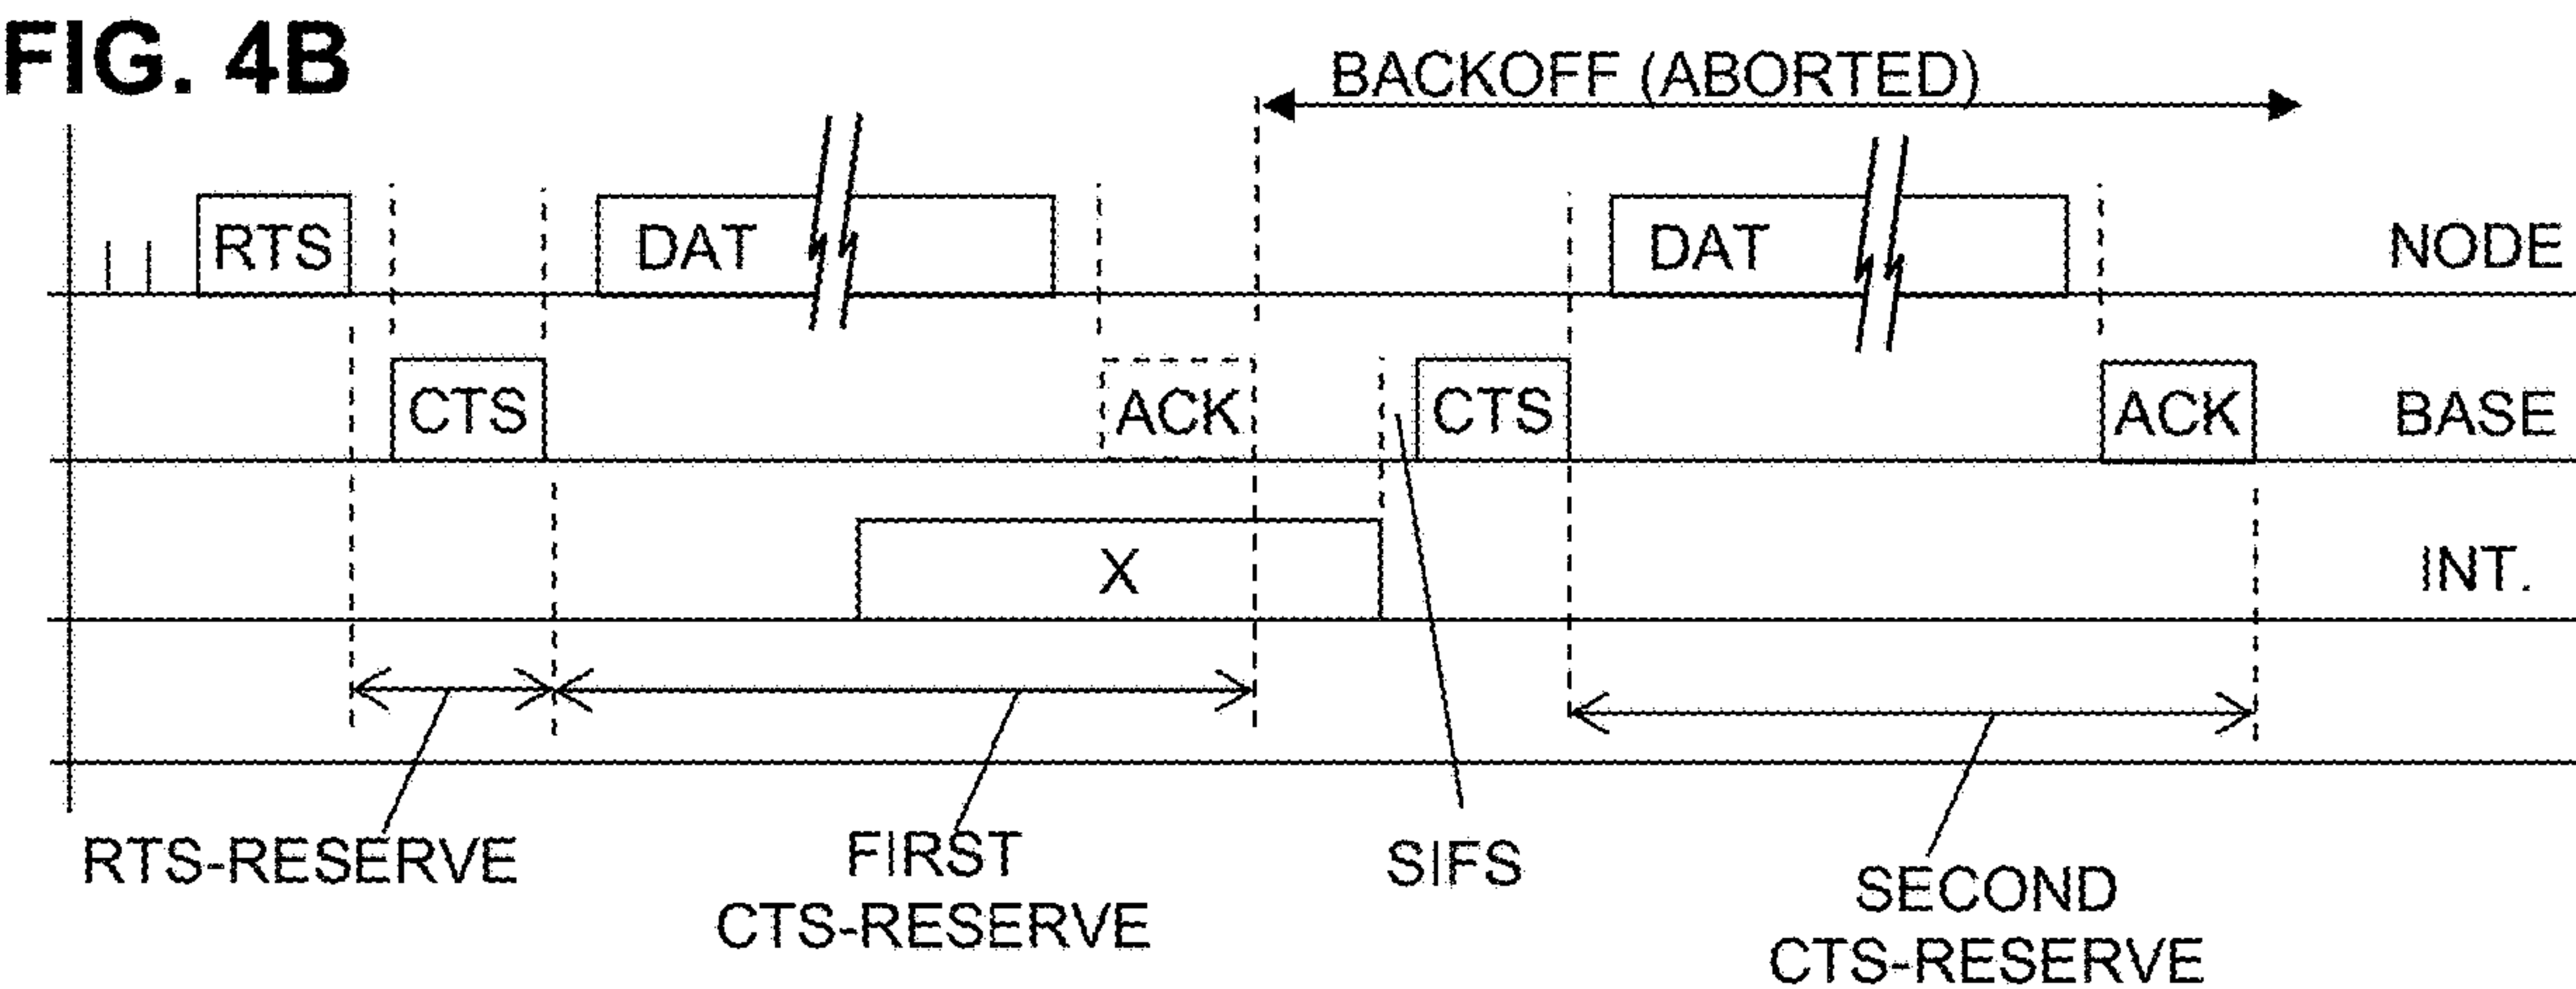 FIG. 4B
BACKOFF (ABORTED)
RTS DAT DAT NODE
CTS ACK CTS ACK BASE
X INT.
RTS-RESERVE
FIRST
CTS-RESERVE
SIFS
SECOND
CTS-RESERVE